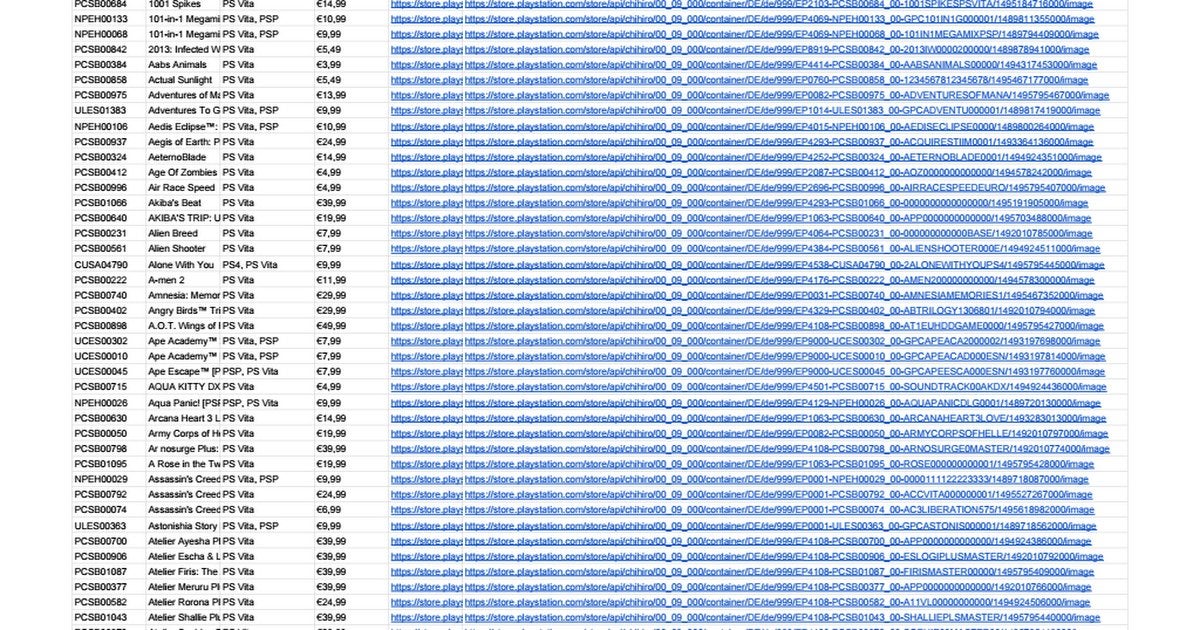 PCSB00684 1001 Spikes PS Vita €14,99 https://store.plays https://store.playstation.com/store/api/chihiro/00_09_000/container/DE/de/999/EP2103-PCSB00684_00-1001SPIKESPSVITA/1495184716000/image
NPEH00133 101-in-1 Megami PS Vita, PSP €10,99 https://store.plays https://store.playstation.com/store/api/chihiro/00_09_000/container/DE/de/999/EP4069-NPEH00133_00-GPC101IN1G000001/1489811355000/image
NPEH00068 101-in-1 Megami PS Vita, PSP €9,99 https://store.plays https://store.playstation.com/store/api/chihiro/00_09_000/container/DE/de/999/EP4069-NPEH00068_00-101IN1MEGAMIXPSP/1489794409000/image
PCSB00842 2013: Infected W PS Vita €5,49 https://store.plays https://store.playstation.com/store/api/chihiro/00_09_000/container/DE/de/999/EP8919-PCSB00842_00-2013IW0000200000/1489878941000/image
PCSB00384 Aabs Animals PS Vita €3,99 https://store.plays https://store.playstation.com/store/api/chihiro/00_09_000/container/DE/de/999/EP4414-PCSB00384_00-AABSANIMALS00000/1494317453000/image
PCSB00858 Actual Sunlight PS Vita €5,49 https://store.plays https://store.playstation.com/store/api/chihiro/00_09_000/container/DE/de/999/EP0760-PCSB00858_00-1234567812345678/1495467177000/image
PCSB00975 Adventures of Ma PS Vita €13,99 https://store.plays https://store.playstation.com/store/api/chihiro/00_09_000/container/DE/de/999/EP0082-PCSB00975_00-ADVENTURESOFMANA/1495795467000/image
ULES01383 Adventures To G PS Vita, PSP €9,99 https://store.plays https://store.playstation.com/store/api/chihiro/00_09_000/container/DE/de/999/EP1014-ULES01383_00-GPCADVENTU000001/1489817419000/image
NPEH00106 Aedis Eclipse™: PS Vita, PSP €10,99 https://store.plays https://store.playstation.com/store/api/chihiro/00_09_000/container/DE/de/999/EP4015-NPEH00106_00-AEDISECLIPSE0000/1489800264000/image
PCSB00937 Aegis of Earth: P PS Vita €24,99 https://store.plays https://store.playstation.com/store/api/chihiro/00_09_000/container/DE/de/999/EP4293-PCSB00937_00-ACQUIRESTIIM0001/1493364136000/image
PCSB00324 AeternoBlade PS Vita €14,99 https://store.plays https://store.playstation.com/store/api/chihiro/00_09_000/container/DE/de/999/EP4252-PCSB00324_00-AETERNOBLADE0001/1494924351000/image
PCSB00412 Age Of Zombies PS Vita €4,99 https://store.plays https://store.playstation.com/store/api/chihiro/00_09_000/container/DE/de/999/EP2087-PCSB00412_00-AOZ0000000000000/1494578242000/image
PCSB00996 Air Race Speed PS Vita €4,99 https://store.plays https://store.playstation.com/store/api/chihiro/00_09_000/container/DE/de/999/EP2696-PCSB00996_00-AIRRACESPEEDEURO/1495795407000/image
PCSB01066 Akiba's Beat PS Vita €39,99 https://store.plays https://store.playstation.com/store/api/chihiro/00_09_000/container/DE/de/999/EP4293-PCSB01066_00-0000000000000000/1495191905000/image
PCSB00640 AKIBA'S TRIP: U PS Vita €19,99 https://store.plays https://store.playstation.com/store/api/chihiro/00_09_000/container/DE/de/999/EP1063-PCSB00640_00-APP0000000000000/1495703488000/image
PCSB00231 Alien Breed PS Vita €7,99 https://store.plays https://store.playstation.com/store/api/chihiro/00_09_000/container/DE/de/999/EP4064-PCSB00231_00-000000000000BASE/1492010785000/image
PCSB00561 Alien Shooter PS Vita €7,99 https://store.plays https://store.playstation.com/store/api/chihiro/00_09_000/container/DE/de/999/EP4384-PCSB00561_00-ALIENSHOOTER000E/1494924511000/image
CUSA04790 Alone With You PS4, PS Vita €9,99 https://store.plays https://store.playstation.com/store/api/chihiro/00_09_000/container/DE/de/999/EP4538-CUSA04790_00-2ALONEWITHYOUPS4/1495795445000/image
PCSB00222 A-men 2 PS Vita €11,99 https://store.plays https://store.playstation.com/store/api/chihiro/00_09_000/container/DE/de/999/EP4176-PCSB00222_00-AMEN200000000000/1494578199000/image
PCSB00740 Amnesia: Memor PS Vita €29,99 https://store.plays https://store.playstation.com/store/api/chihiro/00_09_000/container/DE/de/999/EP0031-PCSB00740_00-AMNESIAMEMORIES1/1495467352000/image
PCSB00402 Angry Birds™ Tri PS Vita €29,99 https://store.plays https://store.playstation.com/store/api/chihiro/00_09_000/container/DE/de/999/EP4329-PCSB00402_00-ABTRILOGY1306801/1492010794000/image
PCSB00898 A.O.T. Wings of I PS Vita €49,99 https://store.plays https://store.playstation.com/store/api/chihiro/00_09_000/container/DE/de/999/EP4108-PCSB00898_00-AT1EUHDDGAME0000/1495795427000/image
UCES00302 Ape Academy™ PS Vita, PSP €7,99 https://store.plays https://store.playstation.com/store/api/chihiro/00_09_000/container/DE/de/999/EP9000-UCES00302_00-GPCAPEACA2000002/1493197698000/image
UCES00010 Ape Academy™ PS Vita, PSP €7,99 https://store.plays https://store.playstation.com/store/api/chihiro/00_09_000/container/DE/de/999/EP9000-UCES00010_00-GPCAPEACAD000ESN/1493197814000/image
UCES00045 Ape Escape™ [P PSP, PS Vita €7,99 https://store.plays https://store.playstation.com/store/api/chihiro/00_09_000/container/DE/de/999/EP9000-UCES00045_00-GPCAPEESCA000ESN/1493197760000/image
PCSB00715 AQUA KITTY DX PS Vita €4,99 https://store.plays https://store.playstation.com/store/api/chihiro/00_09_000/container/DE/de/999/EP4501-PCSB00715_00-SOUNDTRACK00AKDX/1494924436000/image
NPEH00026 Aqua Panic! [PSF PSP, PS Vita €9,99 https://store.plays https://store.playstation.com/store/api/chihiro/00_09_000/container/DE/de/999/EP4129-NPEH00026_00-AQUAPANICDLG0001/1489720130000/image
PCSB00630 Arcana Heart 3 L PS Vita €14,99 https://store.plays https://store.playstation.com/store/api/chihiro/00_09_000/container/DE/de/999/EP1063-PCSB00630_00-ARCANAHEART3LOVE/1493283013000/image
PCSB00050 Army Corps of H PS Vita €19,99 https://store.plays https://store.playstation.com/store/api/chihiro/00_09_000/container/DE/de/999/EP0082-PCSB00050_00-ARMYCORPSOFHELLE/1492010797000/image
PCSB00798 Ar nosurge Plus: PS Vita €39,99 https://store.plays https://store.playstation.com/store/api/chihiro/00_09_000/container/DE/de/999/EP4108-PCSB00798_00-ARNOSURGE0MASTER/1492010774000/image
PCSB01095 A Rose in the Tw PS Vita €19,99 https://store.plays https://store.playstation.com/store/api/chihiro/00_09_000/container/DE/de/999/EP1063-PCSB01095_00-ROSE000000000001/1495795428000/image
NPEH00029 Assassin's Creed PS Vita, PSP €9,99 https://store.plays https://store.playstation.com/store/api/chihiro/00_09_000/container/DE/de/999/EP0001-NPEH00029_00-0000111122223333/1489718087000/image
PCSB00792 Assassin's Creed PS Vita €24,99 https://store.plays https://store.playstation.com/store/api/chihiro/00_09_000/container/DE/de/999/EP0001-PCSB00792_00-ACCVITA000000001/1495527267000/image
PCSB00074 Assassin's Creed PS Vita €6,99 https://store.plays https://store.playstation.com/store/api/chihiro/00_09_000/container/DE/de/999/EP0001-PCSB00074_00-AC3LIBERATION575/1495618982000/image
ULES00363 Astonishia Story PS Vita, PSP €9,99 https://store.plays https://store.playstation.com/store/api/chihiro/00_09_000/container/DE/de/999/EP0001-ULES00363_00-GPCASTONIS000001/1489718562000/image
PCSB00700 Atelier Ayesha Pl PS Vita €39,99 https://store.plays https://store.playstation.com/store/api/chihiro/00_09_000/container/DE/de/999/EP4108-PCSB00700_00-APP0000000000000/1494924386000/image
PCSB00906 Atelier Escha & L PS Vita €39,99 https://store.plays https://store.playstation.com/store/api/chihiro/00_09_000/container/DE/de/999/EP4108-PCSB00906_00-ESLOGIPLUSMASTER/1492010792000/image
PCSB01087 Atelier Firis: The PS Vita €39,99 https://store.plays https://store.playstation.com/store/api/chihiro/00_09_000/container/DE/de/999/EP4108-PCSB01087_00-FIRISMASTER00000/1495795409000/image
PCSB00377 Atelier Meruru Pl PS Vita €39,99 https://store.plays https://store.playstation.com/store/api/chihiro/00_09_000/container/DE/de/999/EP4108-PCSB00377_00-APP0000000000000/1492010766000/image
PCSB00582 Atelier Rorona Pl PS Vita €24,99 https://store.plays https://store.playstation.com/store/api/chihiro/00_09_000/container/DE/de/999/EP4108-PCSB00582_00-A11VL00000000000/1494924506000/image
PCSB01043 Atelier Shallie Plu PS Vita €39,99 https://store.plays https://store.playstation.com/store/api/chihiro/00_09_000/container/DE/de/999/EP4108-PCSB01043_00-SHALLIEPLSMASTER/1495795440000/image